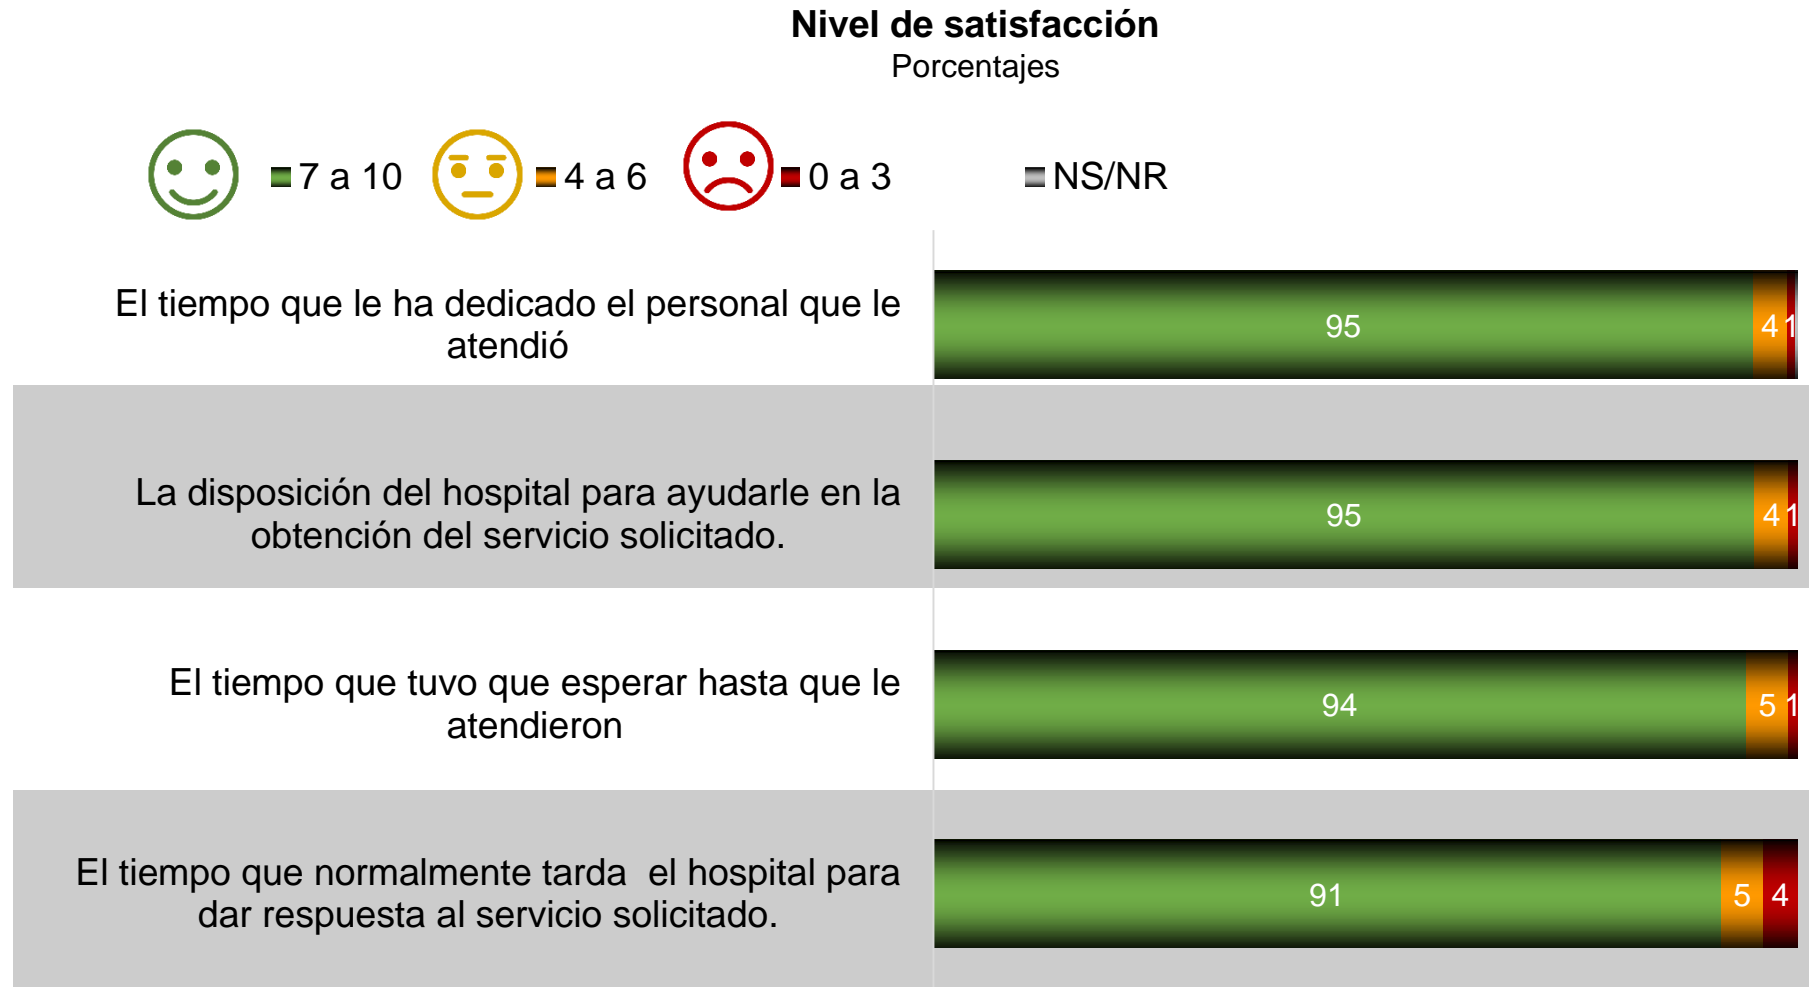 Nivel de satisfacción
Porcentajes
7 a 10 4 a 6 0 a 3 NS/NR
El tiempo que le ha dedicado el personal que le
atendió
95 4 1
La disposición del hospital para ayudarle en la
obtención del servicio solicitado.
95 4 1
El tiempo que tuvo que esperar hasta que le
atendieron
94 5 1
El tiempo que normalmente tarda  el hospital para
dar respuesta al servicio solicitado.
91 5 4